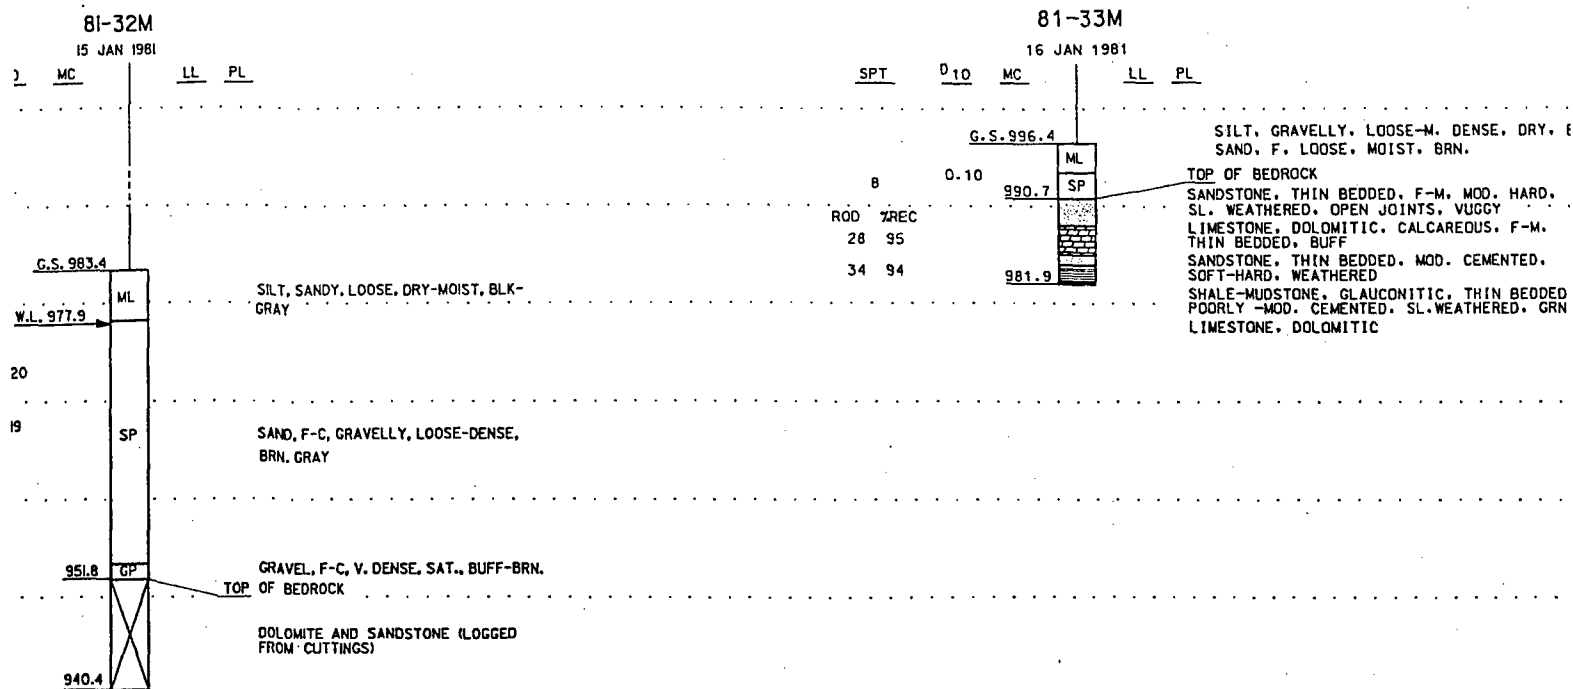 81-32M
15 JAN 1981
MC LL PL
G.S. 983.4
ML
SILT, SANDY, LOOSE, DRY-MOIST, BLK-
GRAY
W.L. 977.9
20
19
SP
SAND, F-C, GRAVELLY, LOOSE-DENSE,
BRN. GRAY
951.8
GP
GRAVEL, F-C, V. DENSE, SAT., BUFF-BRN.
TOP OF BEDROCK
DOLOMITE AND SANDSTONE (LOGGED
FROM CUTTINGS)
940.4
81-33M
16 JAN 1981
SPT D10 MC LL PL
G.S. 996.4
ML
SILT, GRAVELLY, LOOSE-M. DENSE, DRY,
SAND, F. LOOSE, MOIST, BRN.
8 0.10
SP
990.7
TOP OF BEDROCK
SANDSTONE, THIN BEDDED, F-M, MOD. HARD,
SL. WEATHERED, OPEN JOINTS, VUGGY
RQD %REC
28 95
LIMESTONE, DOLOMITIC, CALCAREOUS, F-M,
THIN BEDDED, BUFF
34 94
SANDSTONE, THIN BEDDED, MOD. CEMENTED,
SOFT-HARD, WEATHERED
981.9
SHALE-MUDSTONE, GLAUCONITIC, THIN BEDDED
POORLY -MOD. CEMENTED, SL. WEATHERED, GRN
LIMESTONE, DOLOMITIC